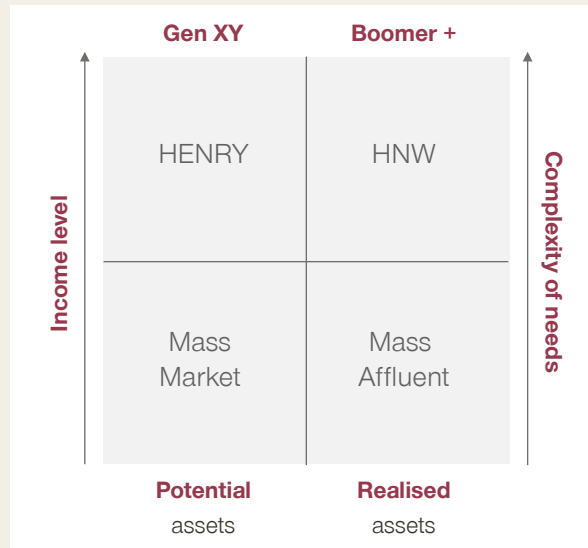 Gen XY
Boomer +
Income level
HENRY
HNW
Complexity of needs
Mass
Market
Mass
Affluent
Potential
assets
Realised
assets